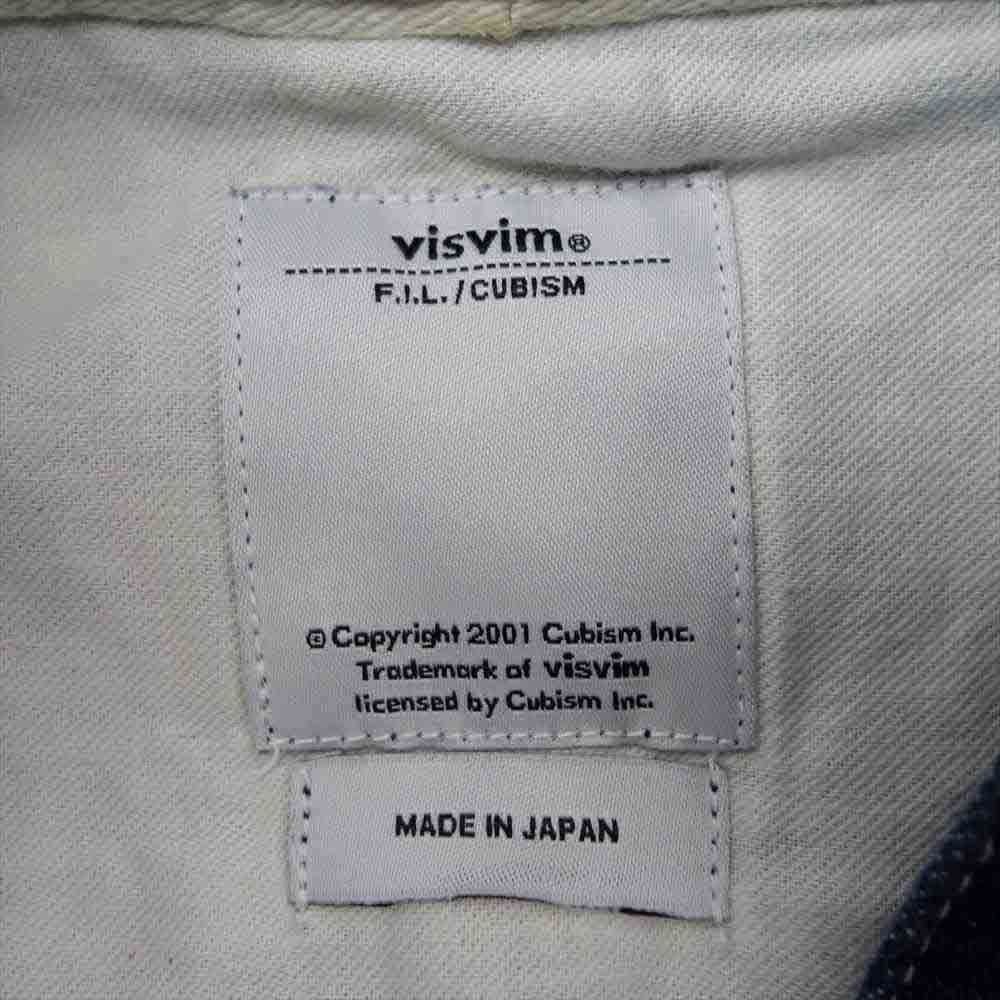 visvim®
F.I.L./CUBISM
© Copyright 2001 Cubism Inc.
Trademark of visvim
licensed by Cubism Inc.
MADE IN JAPAN